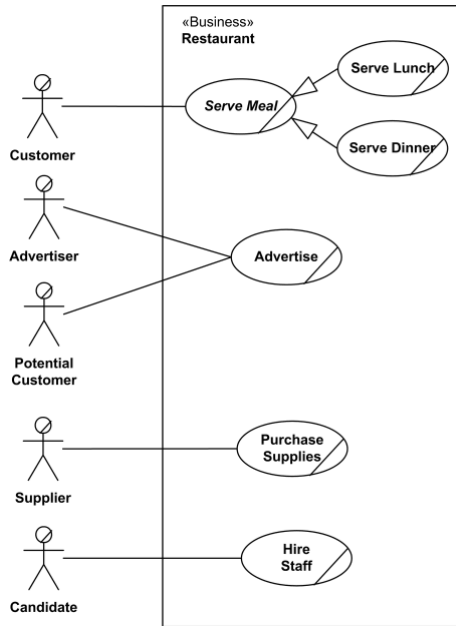 «Business»
Restaurant
Serve Lunch
Serve Meal
Serve Dinner
Customer
Advertiser
Advertise
Potential
Customer
Purchase
Supplies
Supplier
Hire
Staff
Candidate